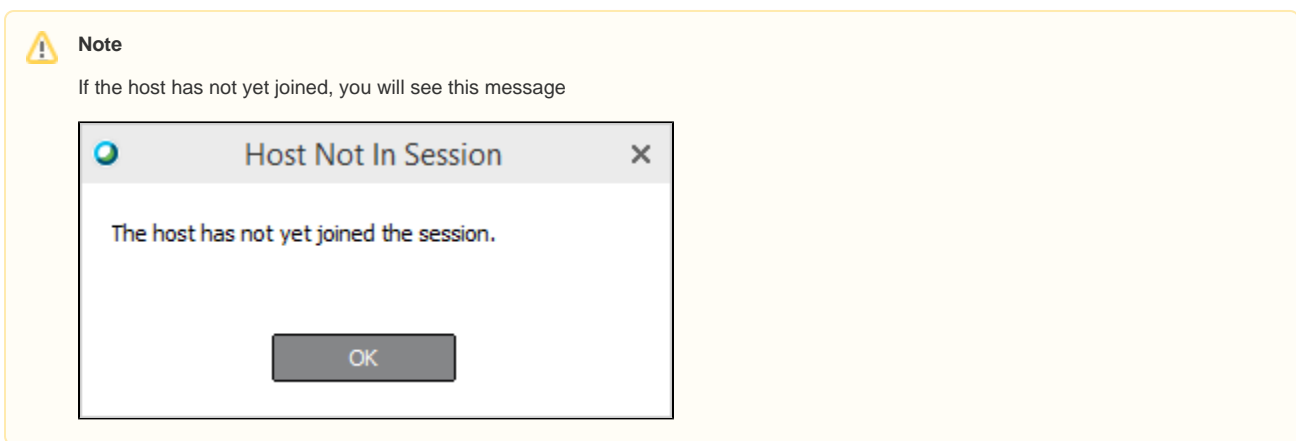 Note
If the host has not yet joined, you will see this message
Host Not In Session
The host has not yet joined the session.
OK